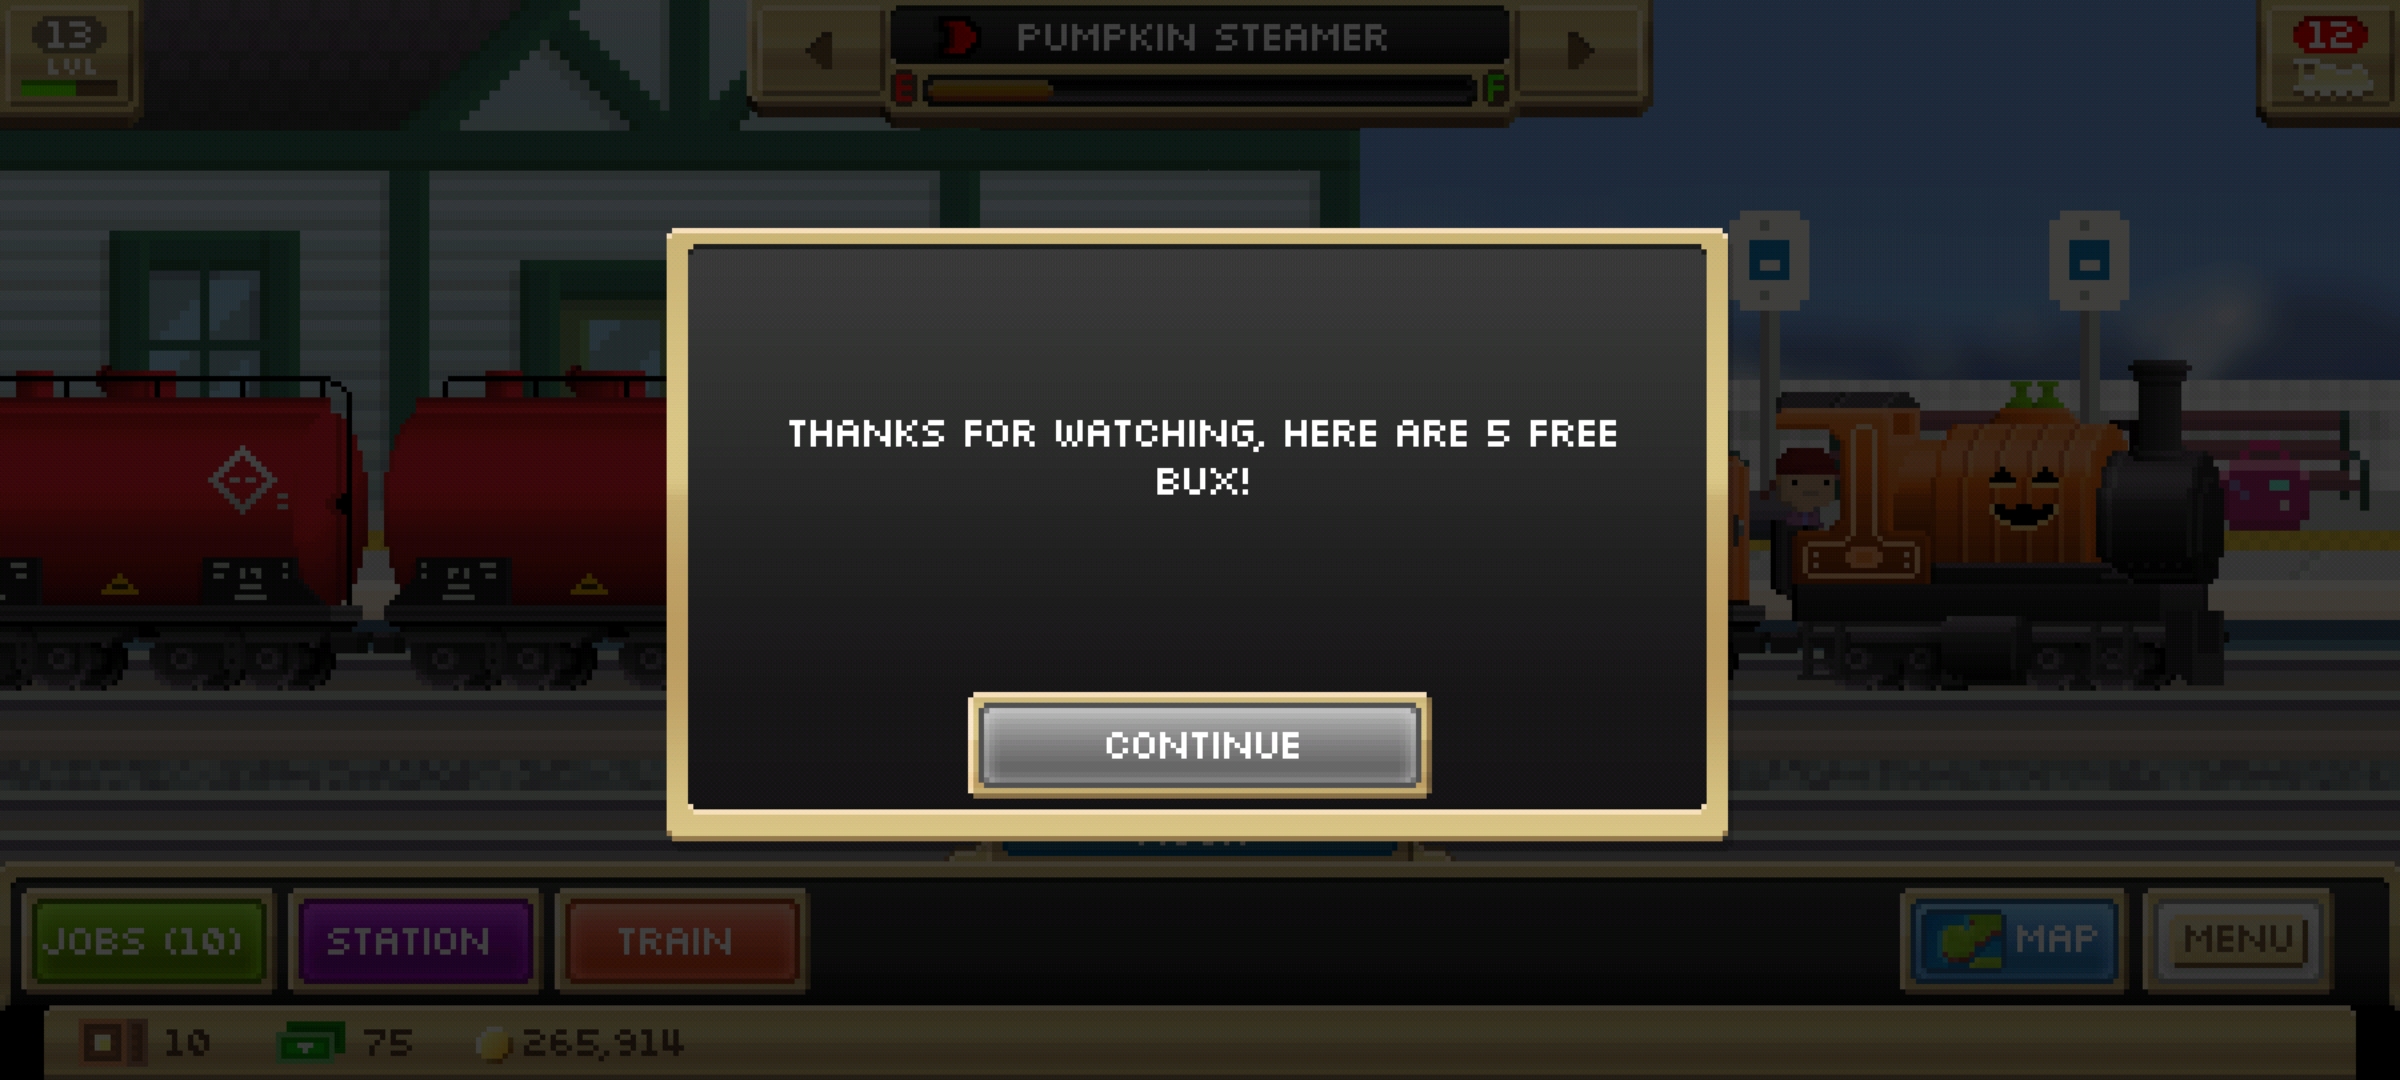 13
LVL
PUMPKIN STEAMER
E
F
12
THANKS FOR WATCHING, HERE ARE 5 FREE
BUX!
CONTINUE
JOBS (10)
STATION
TRAIN
MAP
MENU
10
75
265,914